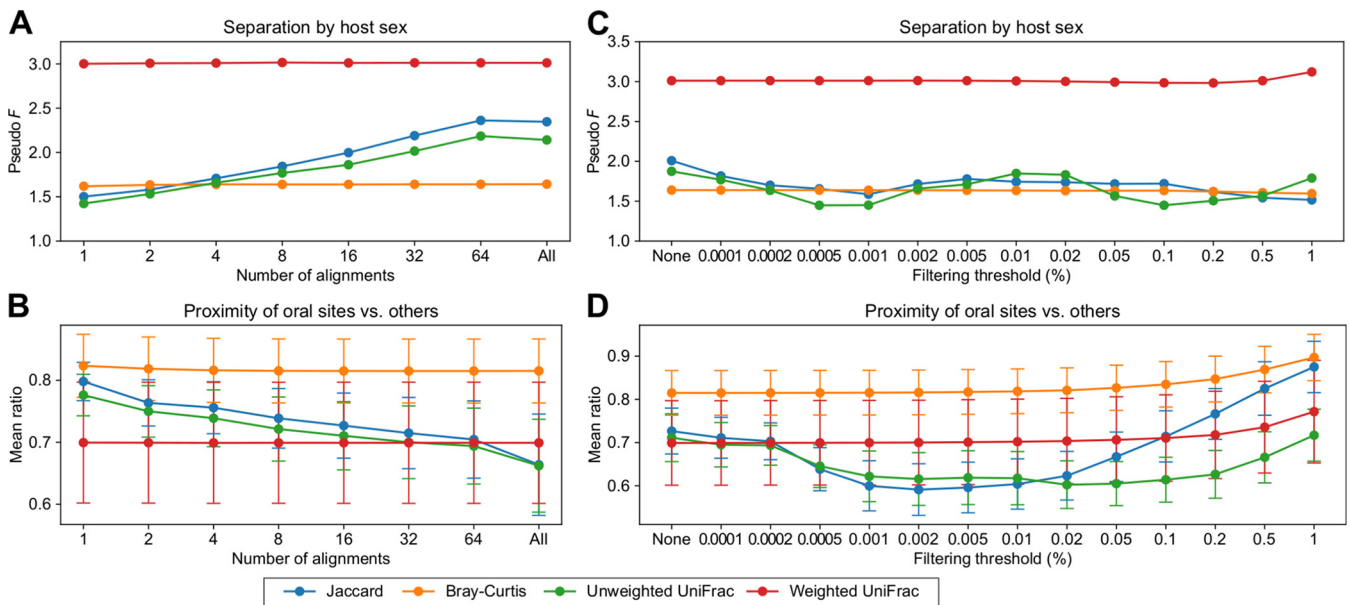 A
Separation by host sex
Pseudo F
3.0
2.5
2.0
1.5
1.0
1 2 4 8 16 32 64 All
Number of alignments
B
Proximity of oral sites vs. others
Mean ratio
0.8
0.7
0.6
1 2 4 8 16 32 64 All
Number of alignments
C
Separation by host sex
Pseudo F
3.5
3.0
2.5
2.0
1.5
1.0
None 0.0001 0.0002 0.0005 0.001 0.002 0.005 0.01 0.02 0.05 0.1 0.2 0.5 1
Filtering threshold (%)
D
Proximity of oral sites vs. others
Mean ratio
0.9
0.8
0.7
0.6
None 0.0001 0.0002 0.0005 0.001 0.002 0.005 0.01 0.02 0.05 0.1 0.2 0.5 1
Filtering threshold (%)
Jaccard Bray-Curtis Unweighted UniFrac Weighted UniFrac